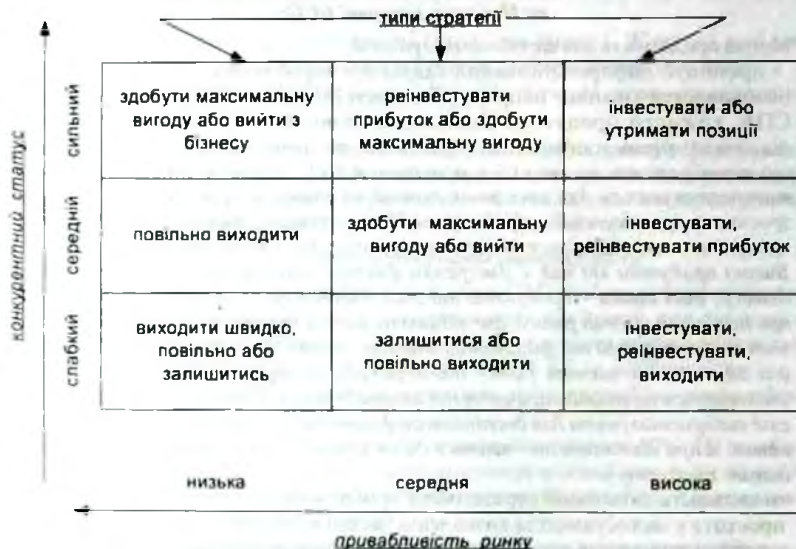 типи стратегії
конкурентний статус
сильний
здобути максимальну
вигоду або вийти з
бізнесу
реінвестувати
прибуток або здобути
максимальну вигоду
інвестувати або
утримати позиції
середній
повільно виходити
здобути максимальну
вигоду або вийти
інвестувати,
реінвестувати прибуток
слабкий
виходити швидко,
повільно або
залишитись
залишитися або
повільно виходити
інвестувати,
реінвестувати,
виходити
низька
середня
висока
привабливість ринку